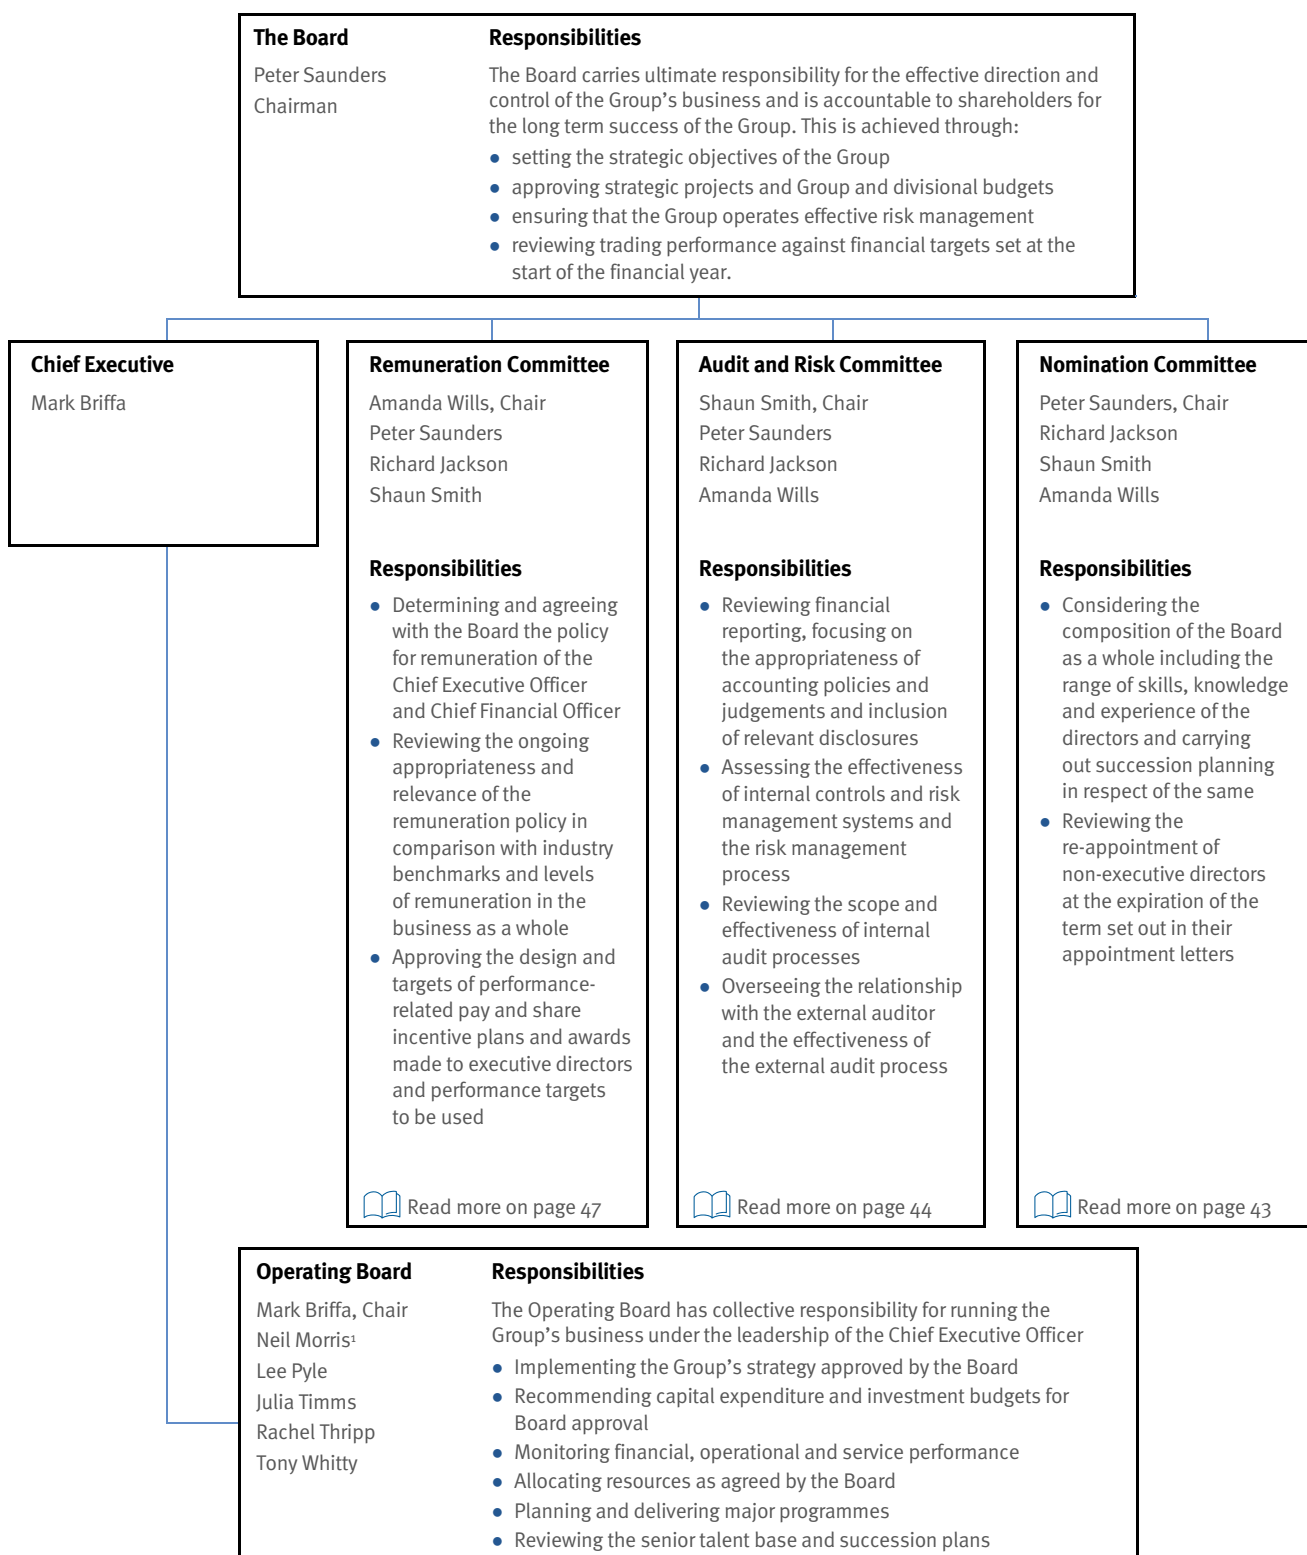 The Board
Peter Saunders
Chairman
Responsibilities
The Board carries ultimate responsibility for the effective direction and
control of the Group's business and is accountable to shareholders for
the long term success of the Group. This is achieved through:
● setting the strategic objectives of the Group
● approving strategic projects and Group and divisional budgets
● ensuring that the Group operates effective risk management
● reviewing trading performance against financial targets set at the
start of the financial year.
Chief Executive
Mark Briffa
Remuneration Committee
Amanda Wills, Chair
Peter Saunders
Richard Jackson
Shaun Smith
Responsibilities
● Determining and agreeing
with the Board the policy
for remuneration of the
Chief Executive Officer
and Chief Financial Officer
● Reviewing the ongoing
appropriateness and
relevance of the
remuneration policy in
comparison with industry
benchmarks and levels
of remuneration in the
business as a whole
● Approving the design and
targets of performance-
related pay and share
incentive plans and awards
made to executive directors
and performance targets
to be used
Read more on page 47
Audit and Risk Committee
Shaun Smith, Chair
Peter Saunders
Richard Jackson
Amanda Wills
Responsibilities
● Reviewing financial
reporting, focusing on
the appropriateness of
accounting policies and
judgements and inclusion
of relevant disclosures
● Assessing the effectiveness
of internal controls and risk
management systems and
the risk management
process
● Reviewing the scope and
effectiveness of internal
audit processes
● Overseeing the relationship
with the external auditor
and the effectiveness of
the external audit process
Read more on page 44
Nomination Committee
Peter Saunders, Chair
Richard Jackson
Shaun Smith
Amanda Wills
Responsibilities
● Considering the
composition of the Board
as a whole including the
range of skills, knowledge
and experience of the
directors and carrying
out succession planning
in respect of the same
● Reviewing the
re-appointment of
non-executive directors
at the expiration of the
term set out in their
appointment letters
Read more on page 43
Operating Board
Mark Briffa, Chair
Neil Morris¹
Lee Pyle
Julia Timms
Rachel Thripp
Tony Whitty
Responsibilities
The Operating Board has collective responsibility for running the
Group's business under the leadership of the Chief Executive Officer
● Implementing the Group's strategy approved by the Board
● Recommending capital expenditure and investment budgets for
Board approval
● Monitoring financial, operational and service performance
● Allocating resources as agreed by the Board
● Planning and delivering major programmes
● Reviewing the senior talent base and succession plans